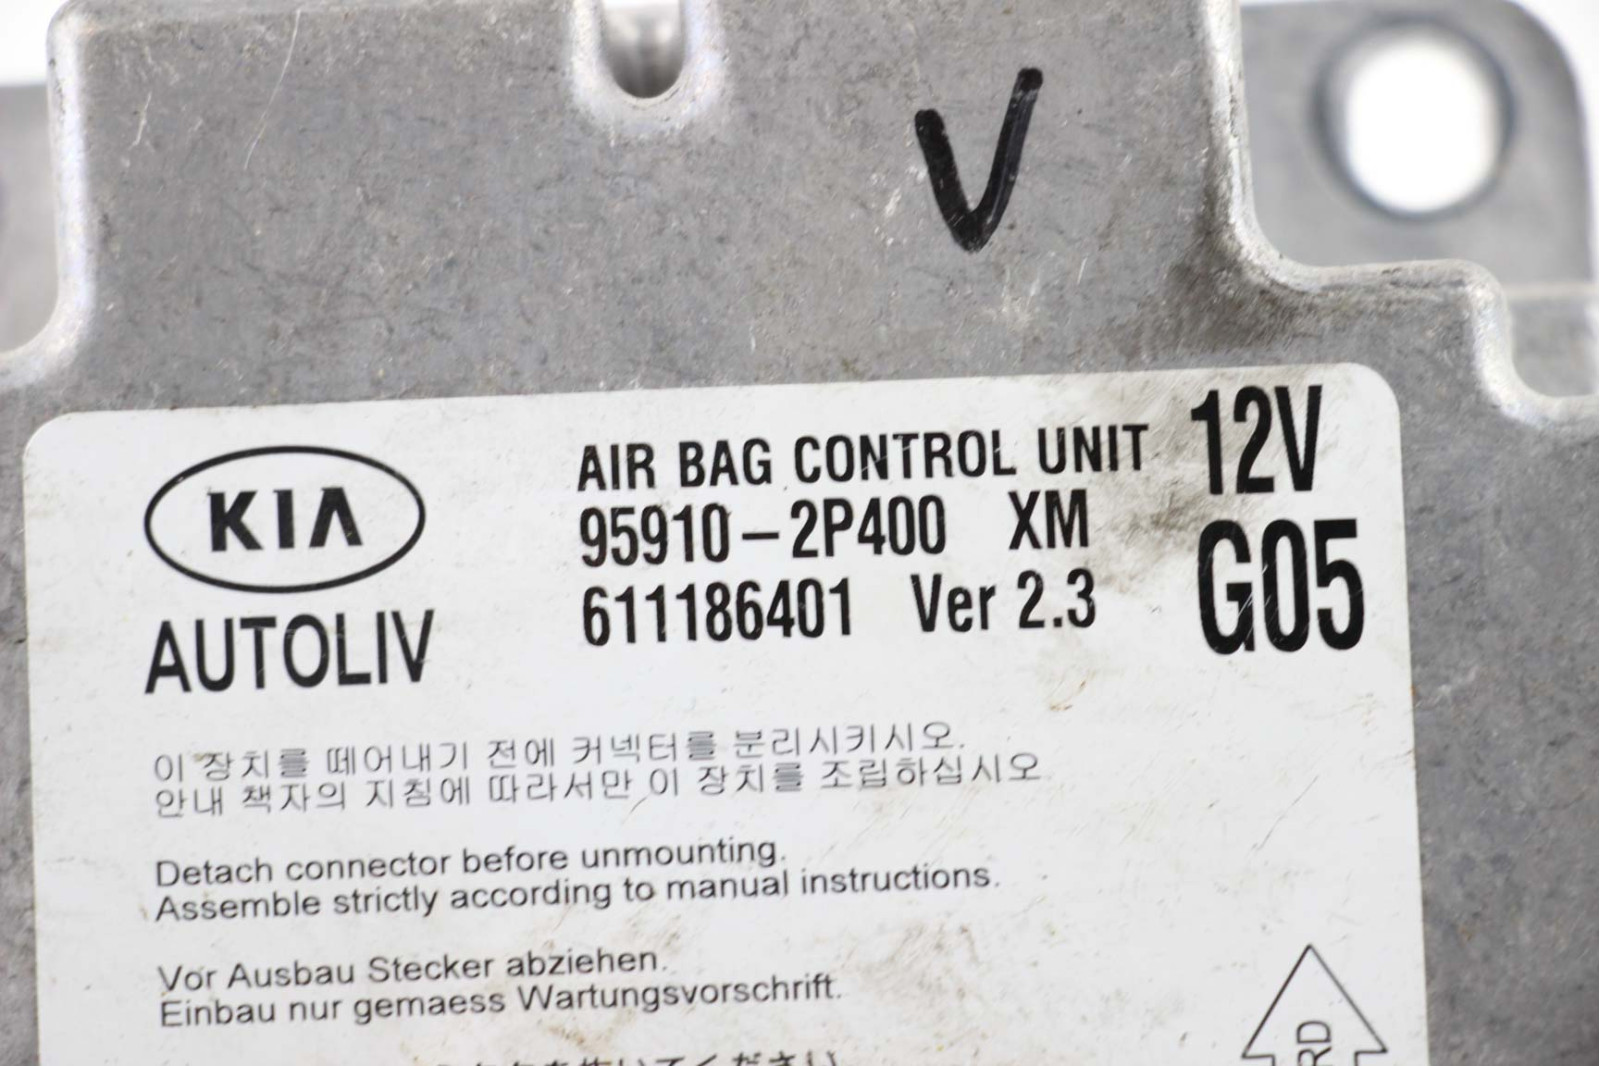 V
KIA
AUTOLIV
AIR BAG CONTROL UNIT 12V
95910-2P400 XM
611186401 Ver 2.3 G05
이 장치를 떼어내기 전에 커넥터를 분리시키시오.
안내 책자의 지침에 따라서만 이 장치를 조립하십시오
Detach connector before unmounting.
Assemble strictly according to manual instructions.
Vor Ausbau Stecker abziehen.
Einbau nur gemaess Wartungsvorschrift.
RD